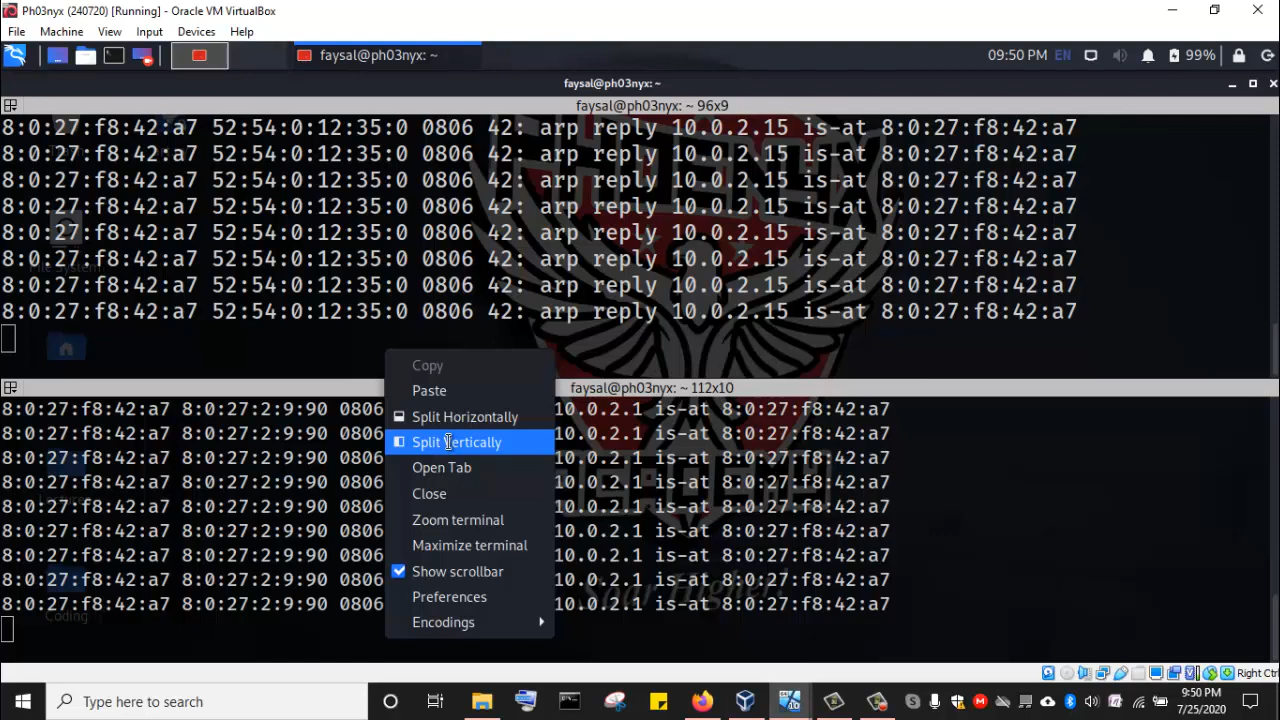 Ph03nyx (240720) [Running] - Oracle VM VirtualBox
File Machine View Input Devices Help
faysal@ph03nyx: ~
09:50 PM EN 99%
faysal@ph03nyx: ~
faysal@ph03nyx: ~ 96x9
8:0:27:f8:42:a7 52:54:0:12:35:0 0806 42: arp reply 10.0.2.15 is-at 8:0:27:f8:42:a7
8:0:27:f8:42:a7 52:54:0:12:35:0 0806 42: arp reply 10.0.2.15 is-at 8:0:27:f8:42:a7
8:0:27:f8:42:a7 52:54:0:12:35:0 0806 42: arp reply 10.0.2.15 is-at 8:0:27:f8:42:a7
8:0:27:f8:42:a7 52:54:0:12:35:0 0806 42: arp reply 10.0.2.15 is-at 8:0:27:f8:42:a7
8:0:27:f8:42:a7 52:54:0:12:35:0 0806 42: arp reply 10.0.2.15 is-at 8:0:27:f8:42:a7
8:0:27:f8:42:a7 52:54:0:12:35:0 0806 42: arp reply 10.0.2.15 is-at 8:0:27:f8:42:a7
8:0:27:f8:42:a7 52:54:0:12:35:0 0806 42: arp reply 10.0.2.15 is-at 8:0:27:f8:42:a7
8:0:27:f8:42:a7 52:54:0:12:35:0 0806 42: arp reply 10.0.2.15 is-at 8:0:27:f8:42:a7
PHOENYX
File System
faysal@ph03nyx: ~ 112x10
8:0:27:f8:42:a7 8:0:27:2:9:90 0806 10.0.2.1 is-at 8:0:27:f8:42:a7
8:0:27:f8:42:a7 8:0:27:2:9:90 0806 10.0.2.1 is-at 8:0:27:f8:42:a7
8:0:27:f8:42:a7 8:0:27:2:9:90 0806 10.0.2.1 is-at 8:0:27:f8:42:a7
8:0:27:f8:42:a7 8:0:27:2:9:90 0806 10.0.2.1 is-at 8:0:27:f8:42:a7
8:0:27:f8:42:a7 8:0:27:2:9:90 0806 10.0.2.1 is-at 8:0:27:f8:42:a7
8:0:27:f8:42:a7 8:0:27:2:9:90 0806 10.0.2.1 is-at 8:0:27:f8:42:a7
8:0:27:f8:42:a7 8:0:27:2:9:90 0806 10.0.2.1 is-at 8:0:27:f8:42:a7
8:0:27:f8:42:a7 8:0:27:2:9:90 0806 10.0.2.1 is-at 8:0:27:f8:42:a7
8:0:27:f8:42:a7 8:0:27:2:9:90 0806 10.0.2.1 is-at 8:0:27:f8:42:a7
Soar Higher!
Coding
Copy
Paste
Split Horizontally
Split Vertically
Open Tab
Close
Zoom terminal
Maximize terminal
Show scrollbar
Preferences
Encodings
Right Ctrl
Type here to search
9:50 PM
7/25/2020